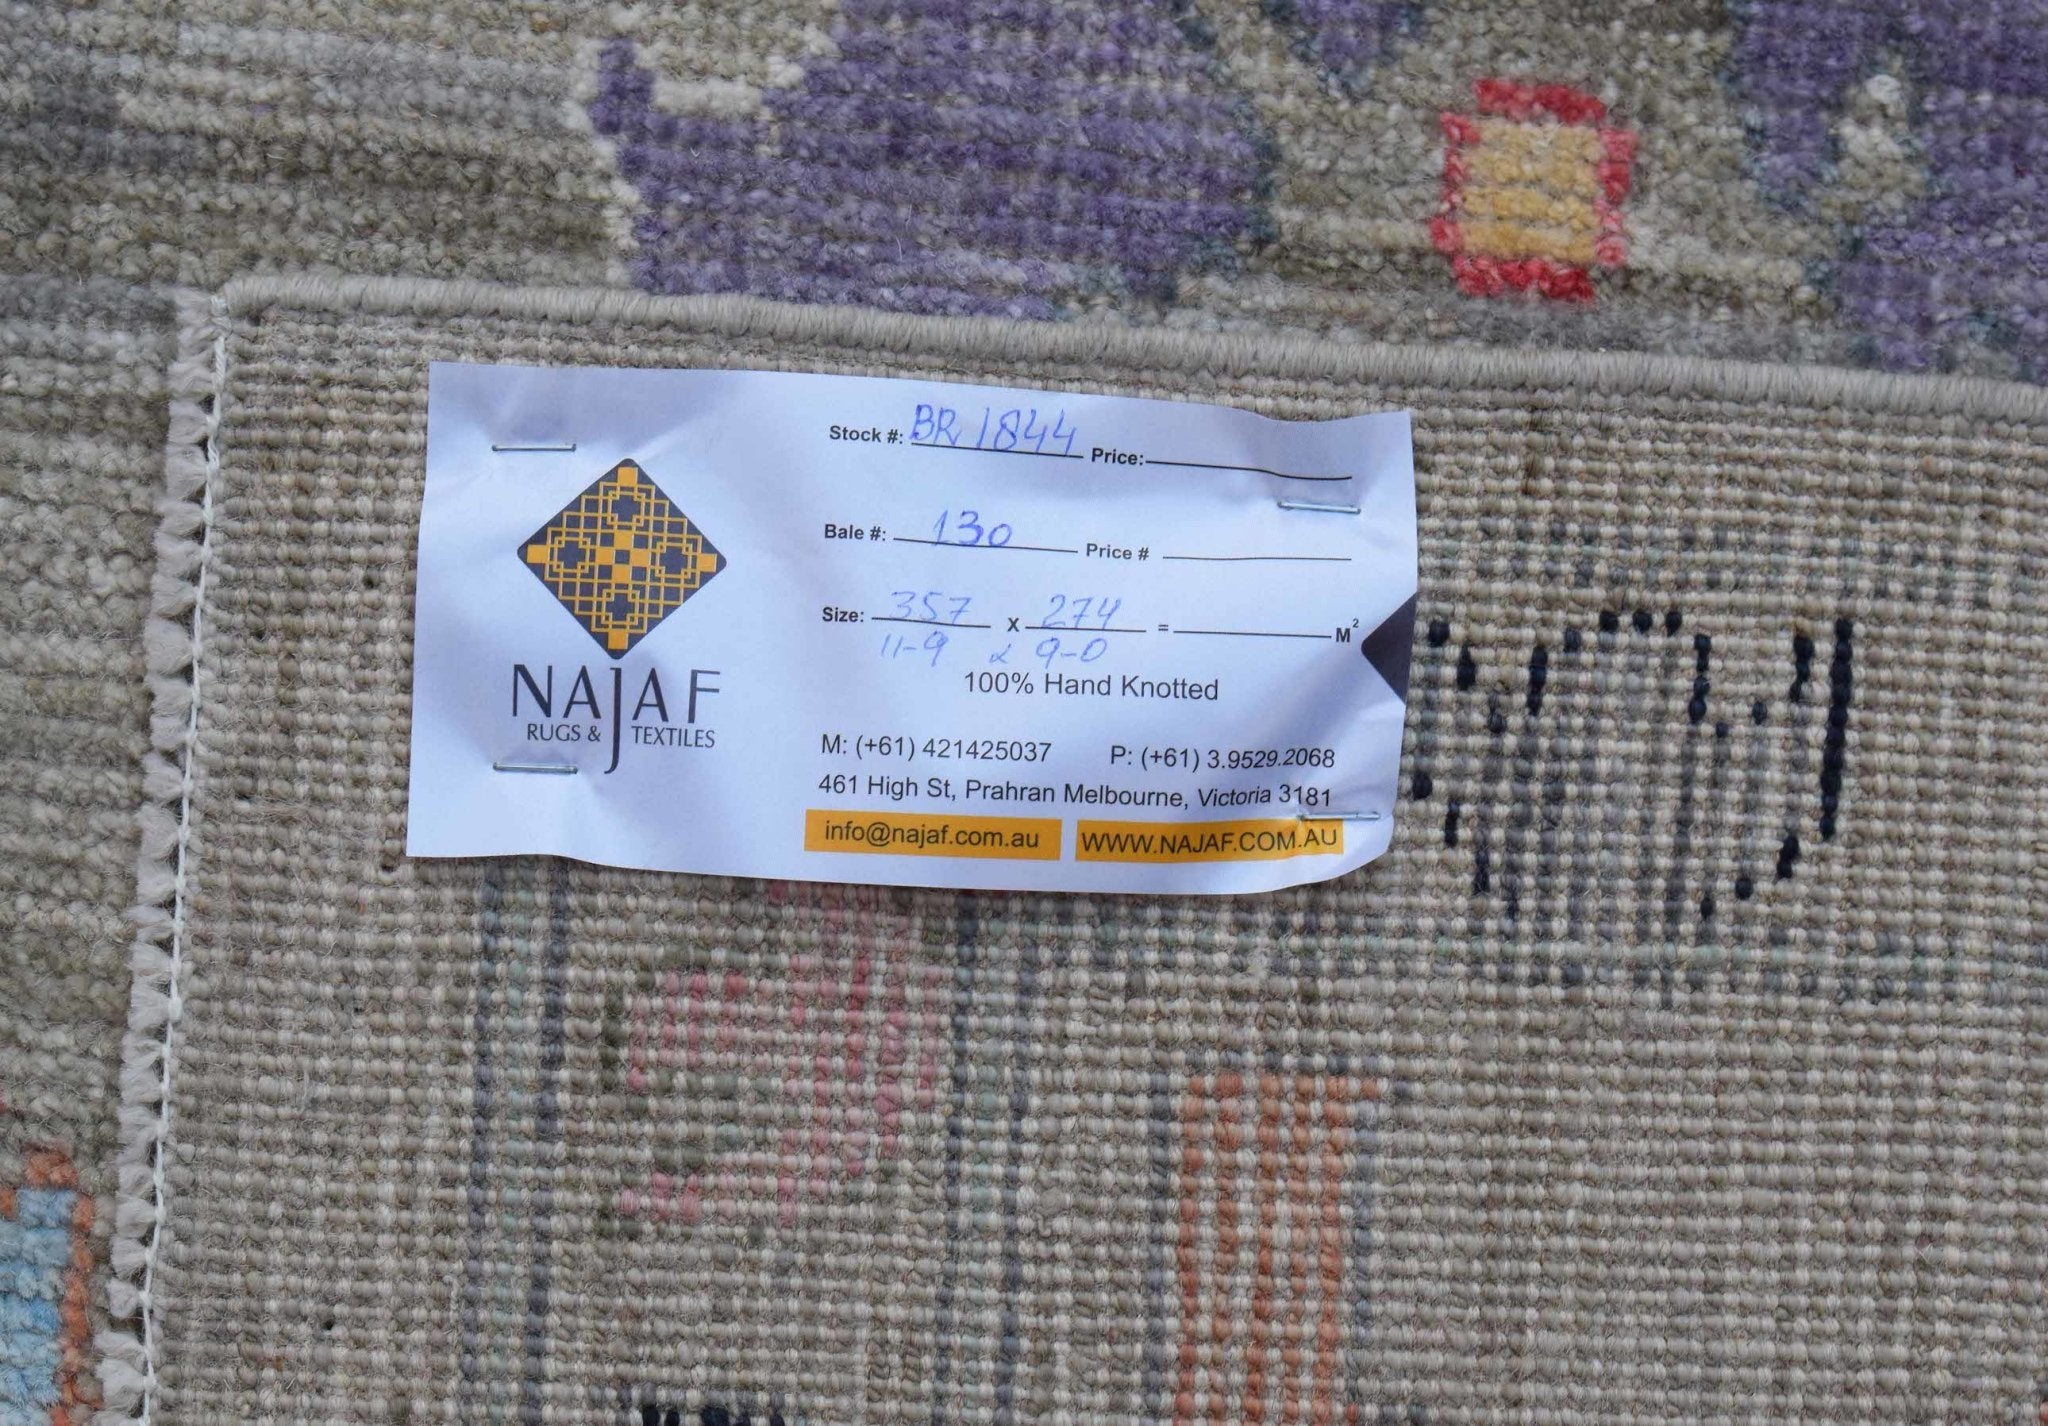 Stock #: BR 1844 Price:
Bale #: 130 Price #
Size: 357 x 274 = M²
11-9 x 9-0
100% Hand Knotted
NAJAF
RUGS & TEXTILES
M: (+61) 421425037 P: (+61) 3.9529.2068
461 High St, Prahran Melbourne, Victoria 3181
info@najaf.com.au WWW.NAJAF.COM.AU